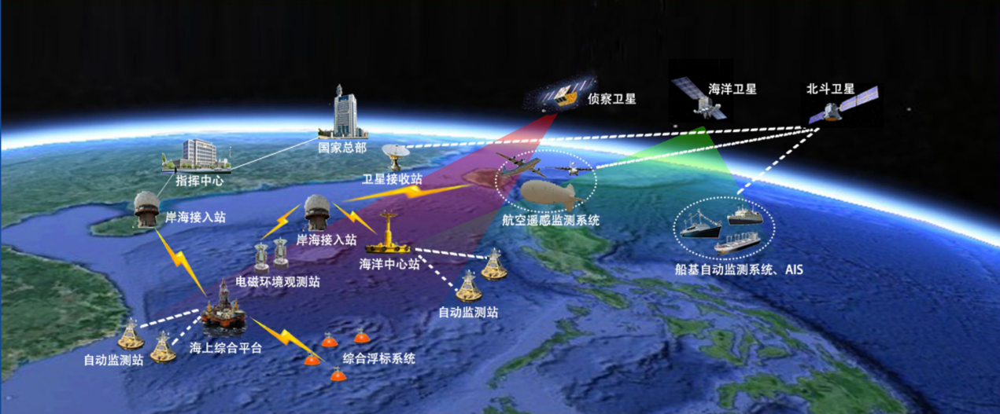 侦察卫星
海洋卫星
北斗卫星
国家总部
指挥中心
卫星接收站
岸海接入站
航空遥感监测系统
岸海接入站
海洋中心站
船基自动监测系统、AIS
电磁环境观测站
自动监测站
海上综合平台
自动监测站
综合浮标系统